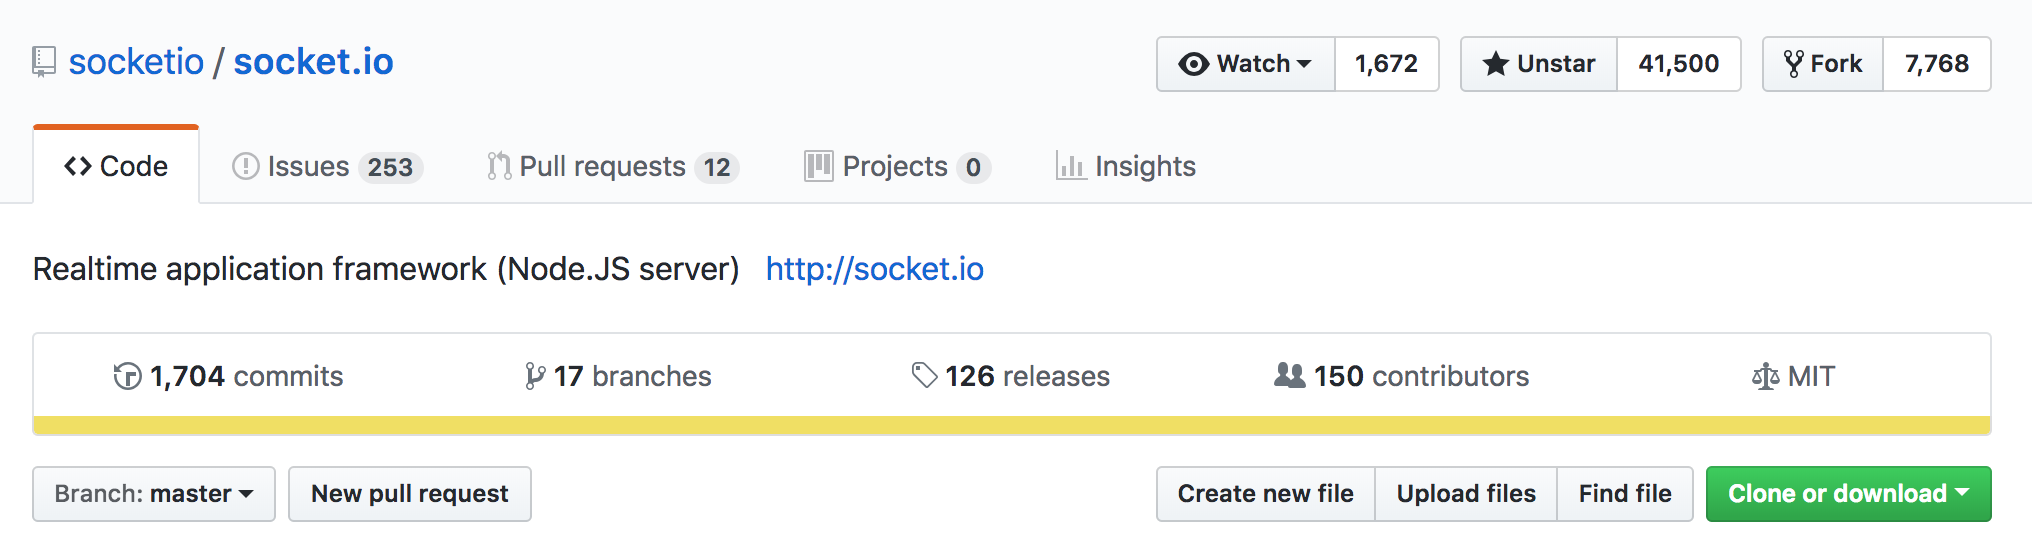 socketio / socket.io Watch 1,672 Unstar 41,500 Fork 7,768
Code Issues 253 Pull requests 12 Projects 0 Insights
Realtime application framework (Node.JS server) http://socket.io
1,704 commits 17 branches 126 releases 150 contributors MIT
Branch: master New pull request Create new file Upload files Find file Clone or download